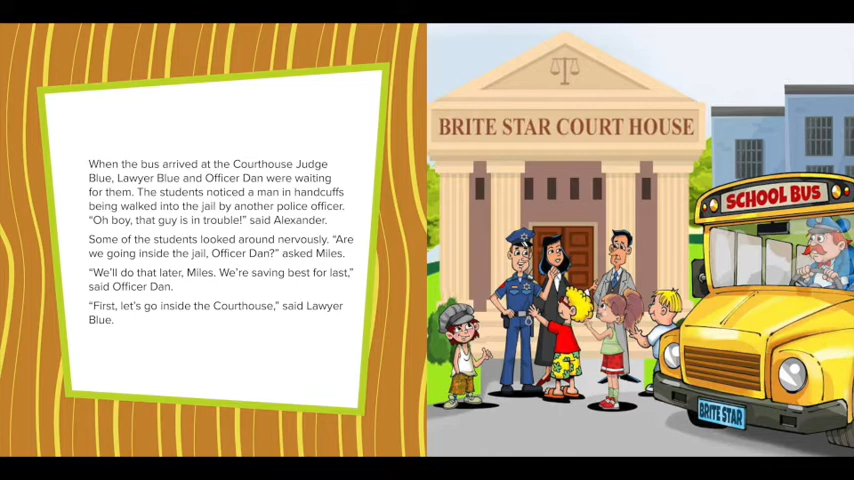 When the bus arrived at the Courthouse Judge
Blue, Lawyer Blue and Officer Dan were waiting
for them. The students noticed a man in handcuffs
being walked into the jail by another police officer.
“Oh boy, that guy is in trouble!” said Alexander.
Some of the students looked around nervously. “Are
we going inside the jail, Officer Dan?” asked Miles.
“We’ll do that later, Miles. We’re saving best for last,”
said Officer Dan.
“First, let’s go inside the Courthouse,” said Lawyer
Blue.
BRITE STAR COURT HOUSE
SCHOOL BUS
BRITE STAR